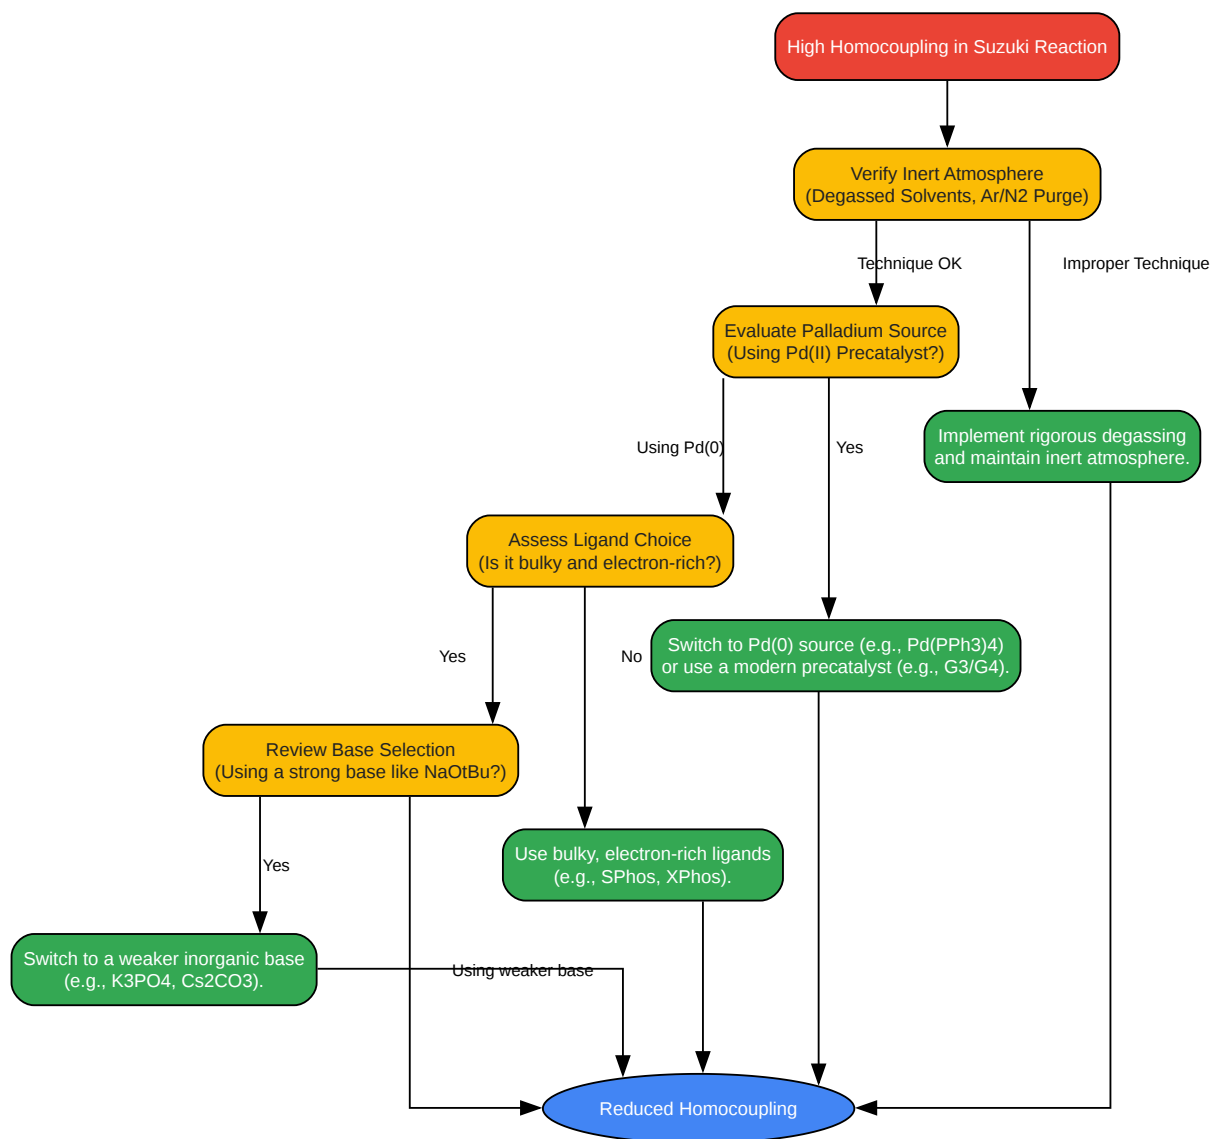 High Homocoupling in Suzuki Reaction
Verify Inert Atmosphere
(Degassed Solvents, Ar/N2 Purge)
Technique OK
Improper Technique
Evaluate Palladium Source
(Using Pd(II) Precatalyst?)
Using Pd(0)
Yes
Implement rigorous degassing
and maintain inert atmosphere.
Assess Ligand Choice
(Is it bulky and electron-rich?)
Yes
No
Switch to Pd(0) source (e.g., Pd(PPh3)4)
or use a modern precatalyst (e.g., G3/G4).
Review Base Selection
(Using a strong base like NaOtBu?)
Yes
Use bulky, electron-rich ligands
(e.g., SPhos, XPhos).
Switch to a weaker inorganic base
(e.g., K3PO4, Cs2CO3).
Using weaker base
Reduced Homocoupling